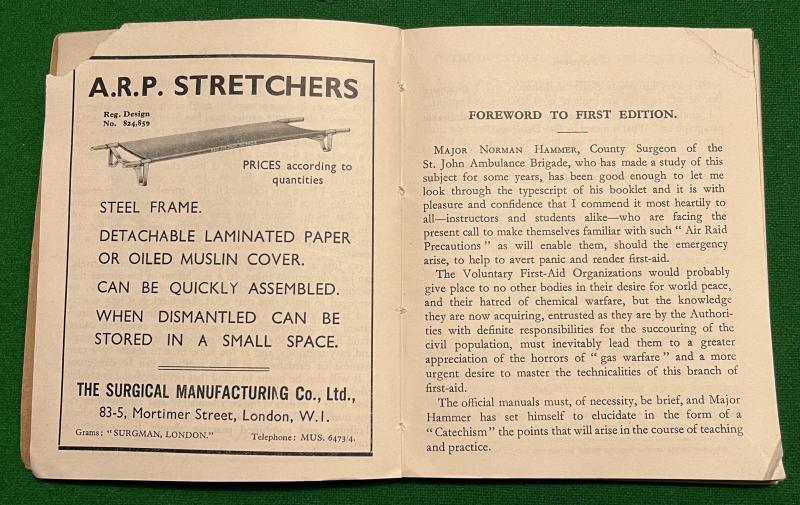 A.R.P. STRETCHERS
Reg. Design
No. 824,859
PRICES according to
quantities
STEEL FRAME.
DETACHABLE LAMINATED PAPER
OR OILED MUSLIN COVER.
CAN BE QUICKLY ASSEMBLED.
WHEN DISMANTLED CAN BE
STORED IN A SMALL SPACE.
THE SURGICAL MANUFACTURING Co., Ltd.,
83-5, Mortimer Street, London, W.1.
Grams: "SURGMAN, LONDON." Telephone: MUS. 6473/4.
FOREWORD TO FIRST EDITION.
MAJOR NORMAN HAMMER, County Surgeon of the
St. John Ambulance Brigade, who has made a study of this
subject for some years, has been good enough to let me
look through the typescript of his booklet and it is with
pleasure and confidence that I commend it most heartily to
all—instructors and students alike—who are facing the
present call to make themselves familiar with such "Air Raid
Precautions" as will enable them, should the emergency
arise, to help to avert panic and render first-aid.
The Voluntary First-Aid Organizations would probably
give place to no other bodies in their desire for world peace,
and their hatred of chemical warfare, but the knowledge
they are now acquiring, entrusted as they are by the Authori-
ties with definite responsibilities for the succouring of the
civil population, must inevitably lead them to a greater
appreciation of the horrors of "gas warfare" and a more
urgent desire to master the technicalities of this branch of
first-aid.
The official manuals must, of necessity, be brief, and Major
Hammer has set himself to elucidate in the form of a
"Catechism" the points that will arise in the course of teaching
and practice.